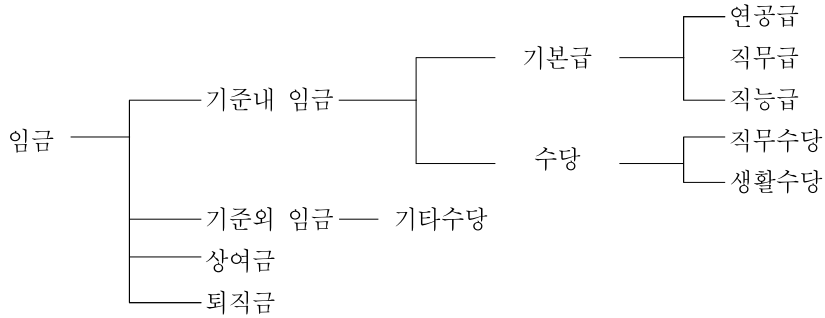 연공급
기본급
직무급
기준내 임금
직능급
임금
직무수당
수당
생활수당
기준외 임금
기타수당
상여금
퇴직금